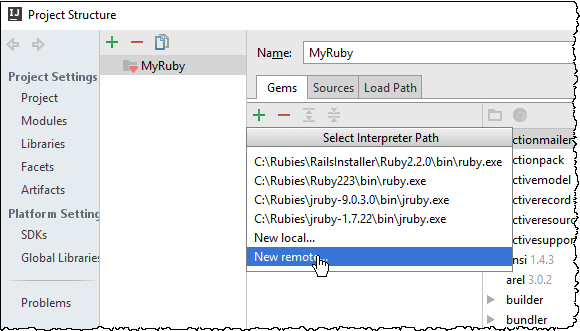 IJ Project Structure
Project Settings
Project
Modules
Libraries
Facets
Artifacts
Platform Settings
SDKs
Global Libraries
Problems
MyRuby
Name: MyRuby
Gems Sources Load Path
Select Interpreter Path
C:\Rubies\RailsInstaller\Ruby2.2.0\bin\ruby.exe
C:\Rubies\Ruby223\bin\ruby.exe
C:\Rubies\jruby-9.0.3.0\bin\jruby.exe
C:\Rubies\jruby-1.7.22\bin\jruby.exe
New local...
New remote...
ctionmailer
ctionpack
ctivemodel
ctiverecord
ctiveresour
ctivesuppor
nsi 1.4.3
arel 3.0.2
builder
bundler